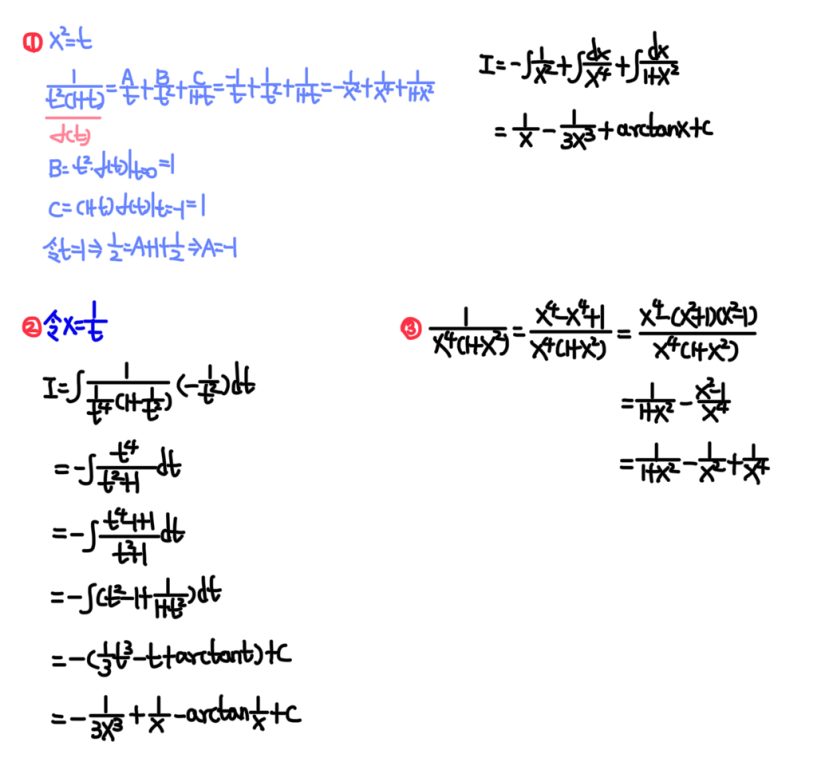 ① x²=t
1/(t²(1+t)) = A/t + B/t² + C/(1+t) = -1/t + 1/t² + 1/(1+t) = -1/x² + 1/x⁴ + 1/(1+x²)
f(t)
B = t²·f(t)|t=0 = 1
C = (1+t)f(t)|t=-1 = 1
令t=1 ⇒ 1/2 = A+1+1/2 ⇒ A=-1
I = -∫1/x² + ∫dx/x⁴ + ∫dx/(1+x²)
= 1/x - 1/(3x³) + arctanx + C
② 令x=1/t
I = ∫ 1/(1/t⁴(1+1/t²)) (-1/t²)dt
= -∫ t⁴/(t²+1) dt
= -∫ (t⁴-1+1)/(t²+1) dt
= -∫(t²-1+1/(1+t²))dt
= -(1/3 t³ - t + arctant) + C
= -1/(3x³) + 1/x - arctan 1/x + C
③ 1/(x⁴(1+x²)) = (x⁴-x⁴+1)/(x⁴(1+x²)) = (x⁴-(x²+1)(x²-1))/(x⁴(1+x²))
= 1/(1+x²) - (x²-1)/x⁴
= 1/(1+x²) - 1/x² + 1/x⁴